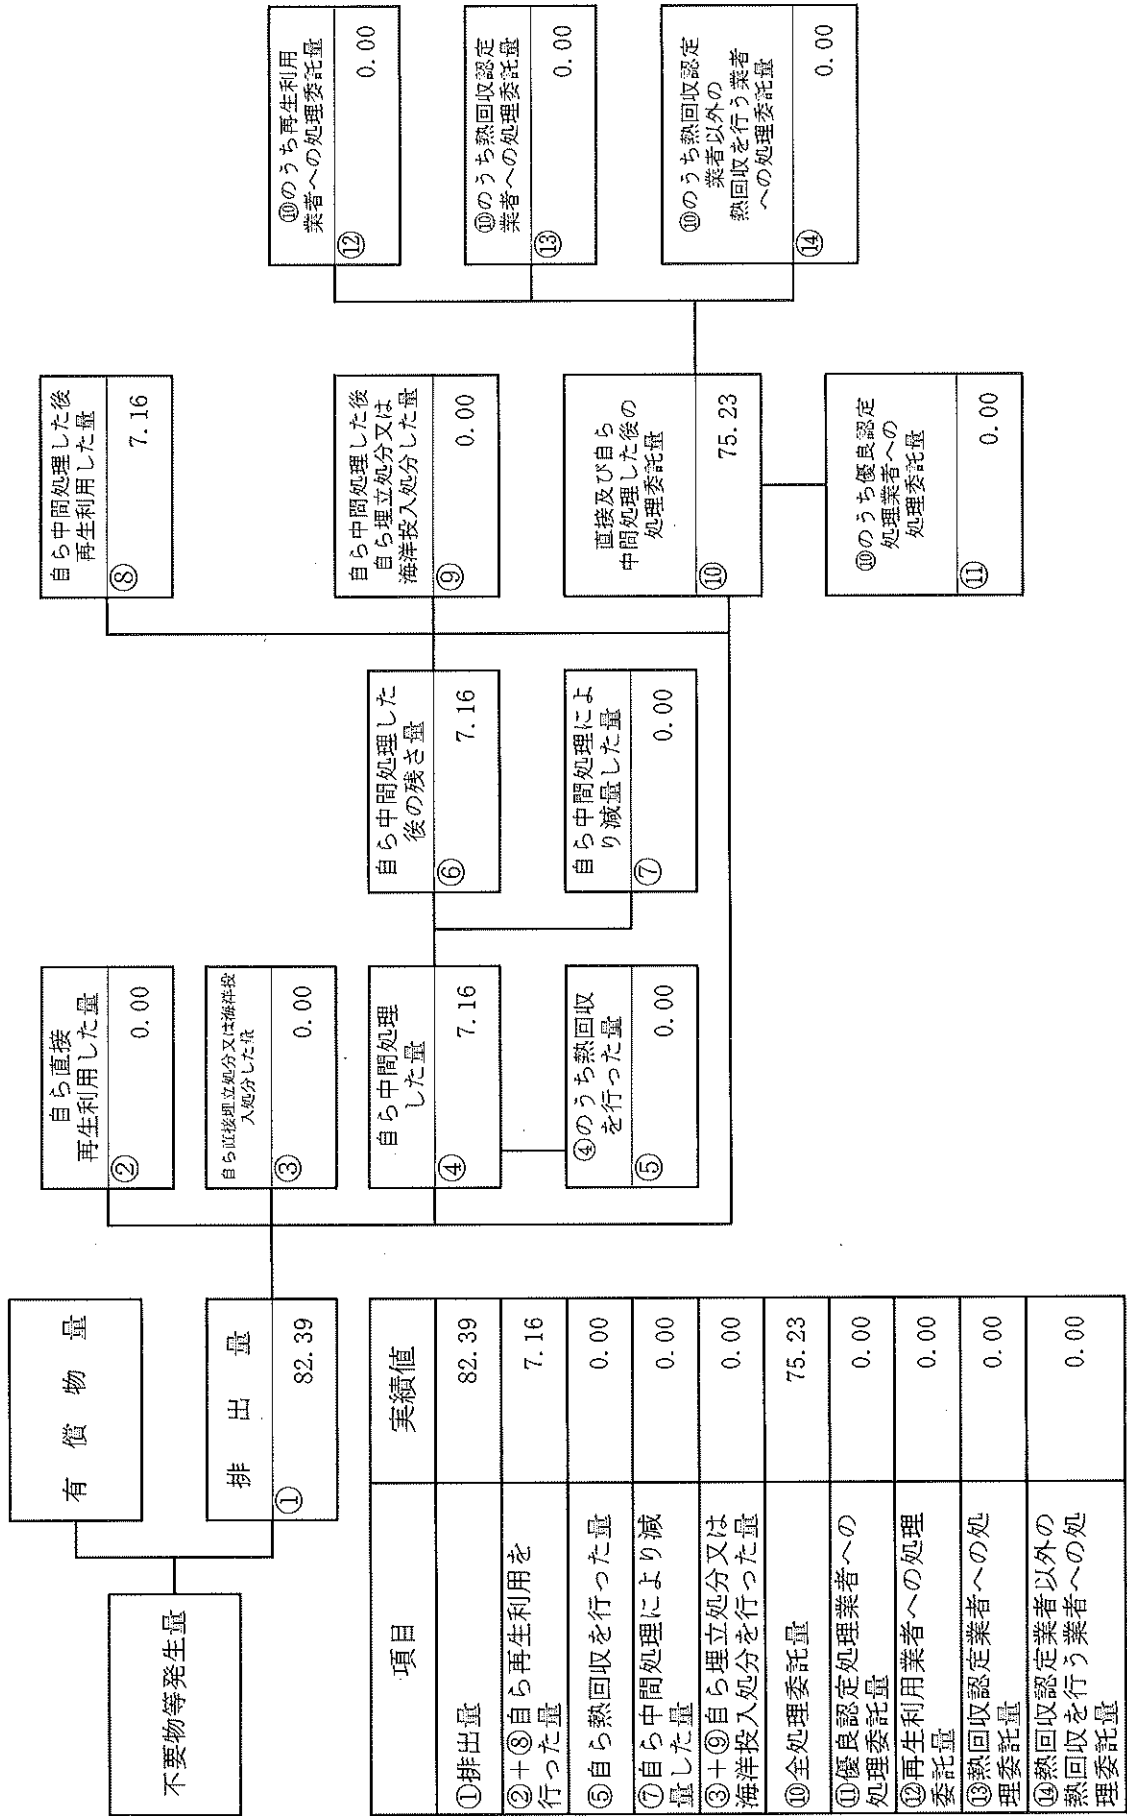 不要物等発生量
有償物量
排出量
①
82.39
自ら直接
再生利用した量
②
0.00
自ら直接埋立処分又は海洋投
入処分した量
③
0.00
自ら中間処理
した量
④
7.16
④のうち熱回収
を行った量
⑤
0.00
自ら中間処理した
後の残さ量
⑥
7.16
自ら中間処理によ
り減量した量
⑦
0.00
自ら中間処理した後
再生利用した量
⑧
7.16
自ら中間処理した後
自ら埋立処分又は
海洋投入処分した量
⑨
0.00
直接及び自ら
中間処理した後の
処理委託量
⑩
75.23
⑩のうち優良認定
処理業者への
処理委託量
⑪
0.00
⑩のうち再生利用
業者への処理委託量
⑫
0.00
⑩のうち熱回収認定
業者への処理委託量
⑬
0.00
⑩のうち熱回収認定
業者以外の
熱回収を行う業者
への処理委託量
⑭
0.00
項目 実績値
①排出量 82.39
②+⑧自ら再生利用を
行った量 7.16
⑤自ら熱回収を行った量 0.00
⑦自ら中間処理により減
量した量 0.00
③+⑨自ら埋立処分又は
海洋投入処分を行った量 0.00
⑩全処理委託量 75.23
⑪優良認定処理業者への
処理委託量 0.00
⑫再生利用業者への処理
委託量 0.00
⑬熱回収認定業者への処
理委託量 0.00
⑭熱回収認定業者以外の
熱回収を行う業者への処
理委託量 0.00